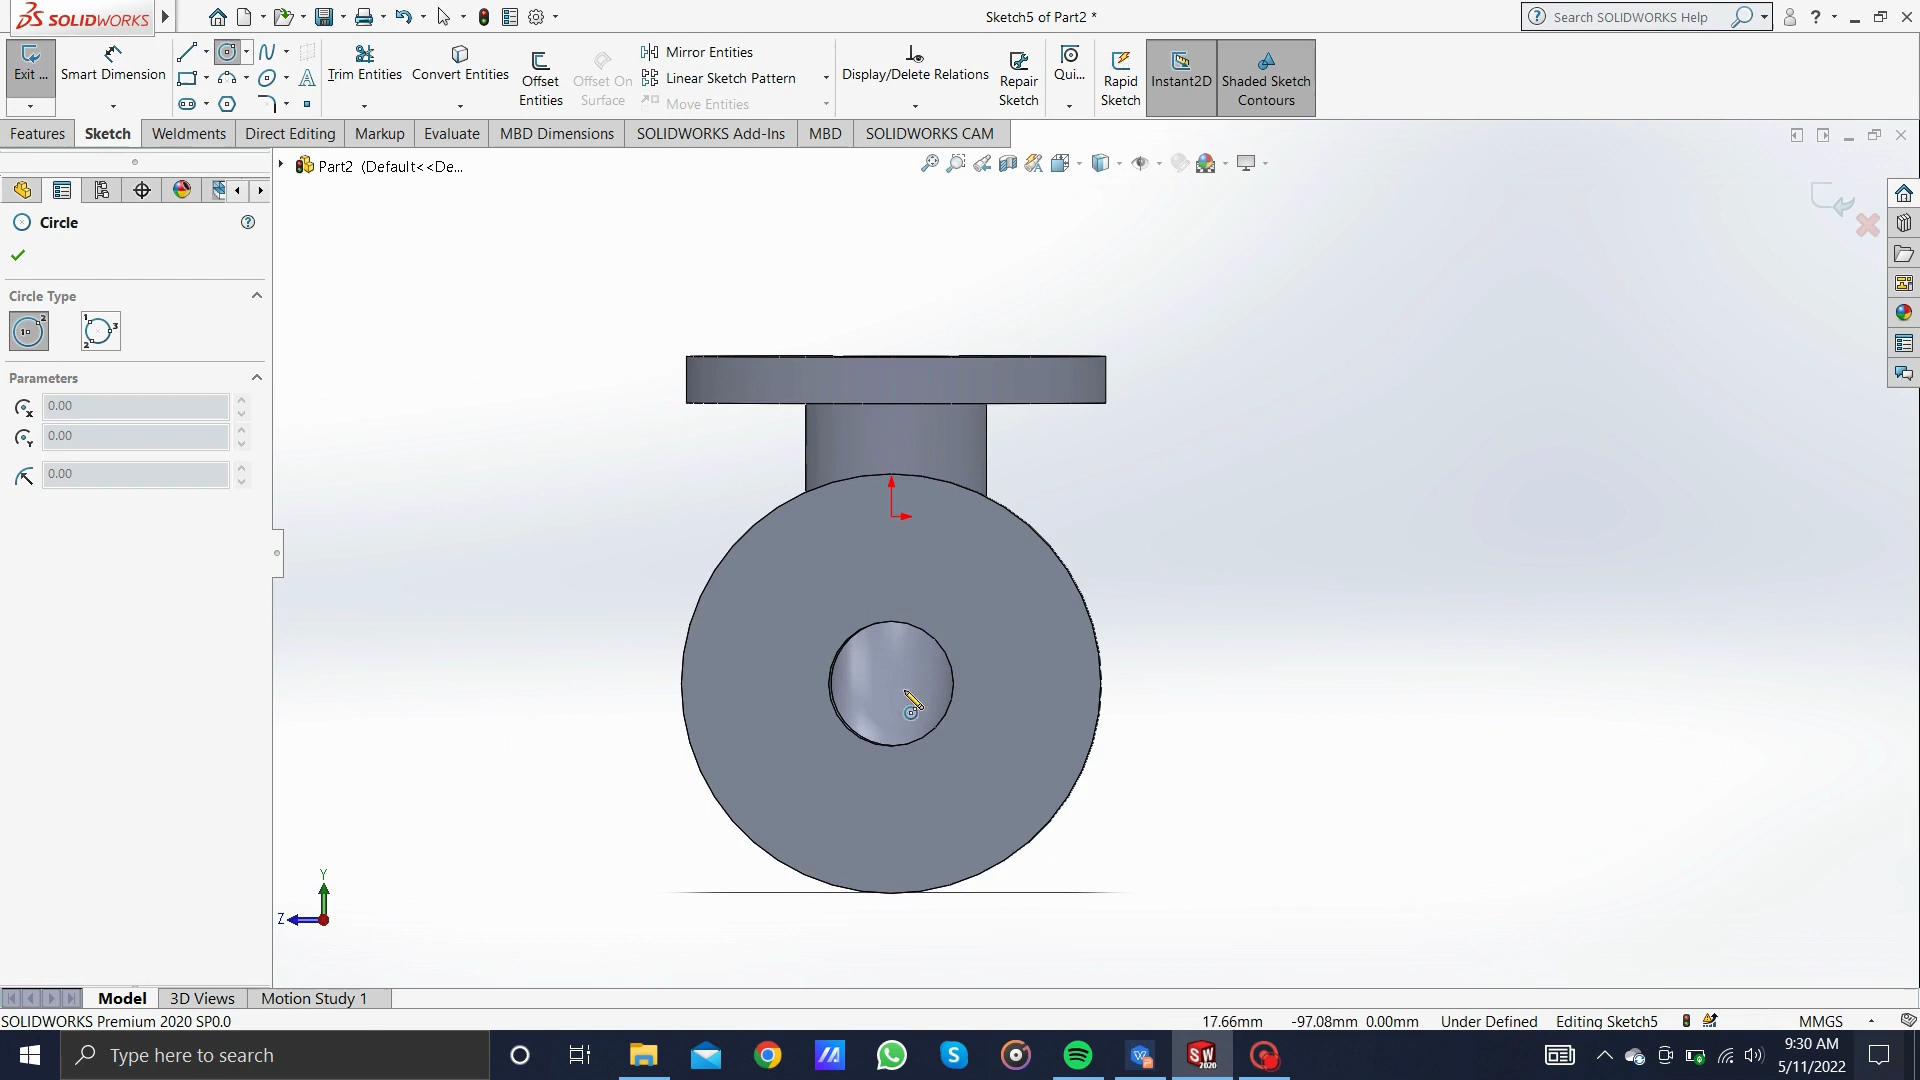 SOLIDWORKS
Sketch5 of Part2 *
Search SOLIDWORKS Help
Exit ...
Smart Dimension
Trim Entities
Convert Entities
Offset
Entities
Offset On
Surface
Mirror Entities
Linear Sketch Pattern
Move Entities
Display/Delete Relations
Repair
Sketch
Qui...
Rapid
Sketch
Instant2D
Shaded Sketch
Contours
Features
Sketch
Weldments
Direct Editing
Markup
Evaluate
MBD Dimensions
SOLIDWORKS Add-Ins
MBD
SOLIDWORKS CAM
Part2 (Default<<De...
Circle
Circle Type
Parameters
0.00
0.00
0.00
Y
Z
Model
3D Views
Motion Study 1
SOLIDWORKS Premium 2020 SP0.0
17.66mm
-97.08mm
0.00mm
Under Defined
Editing Sketch5
MMGS
Type here to search
SW
2020
9:30 AM
5/11/2022